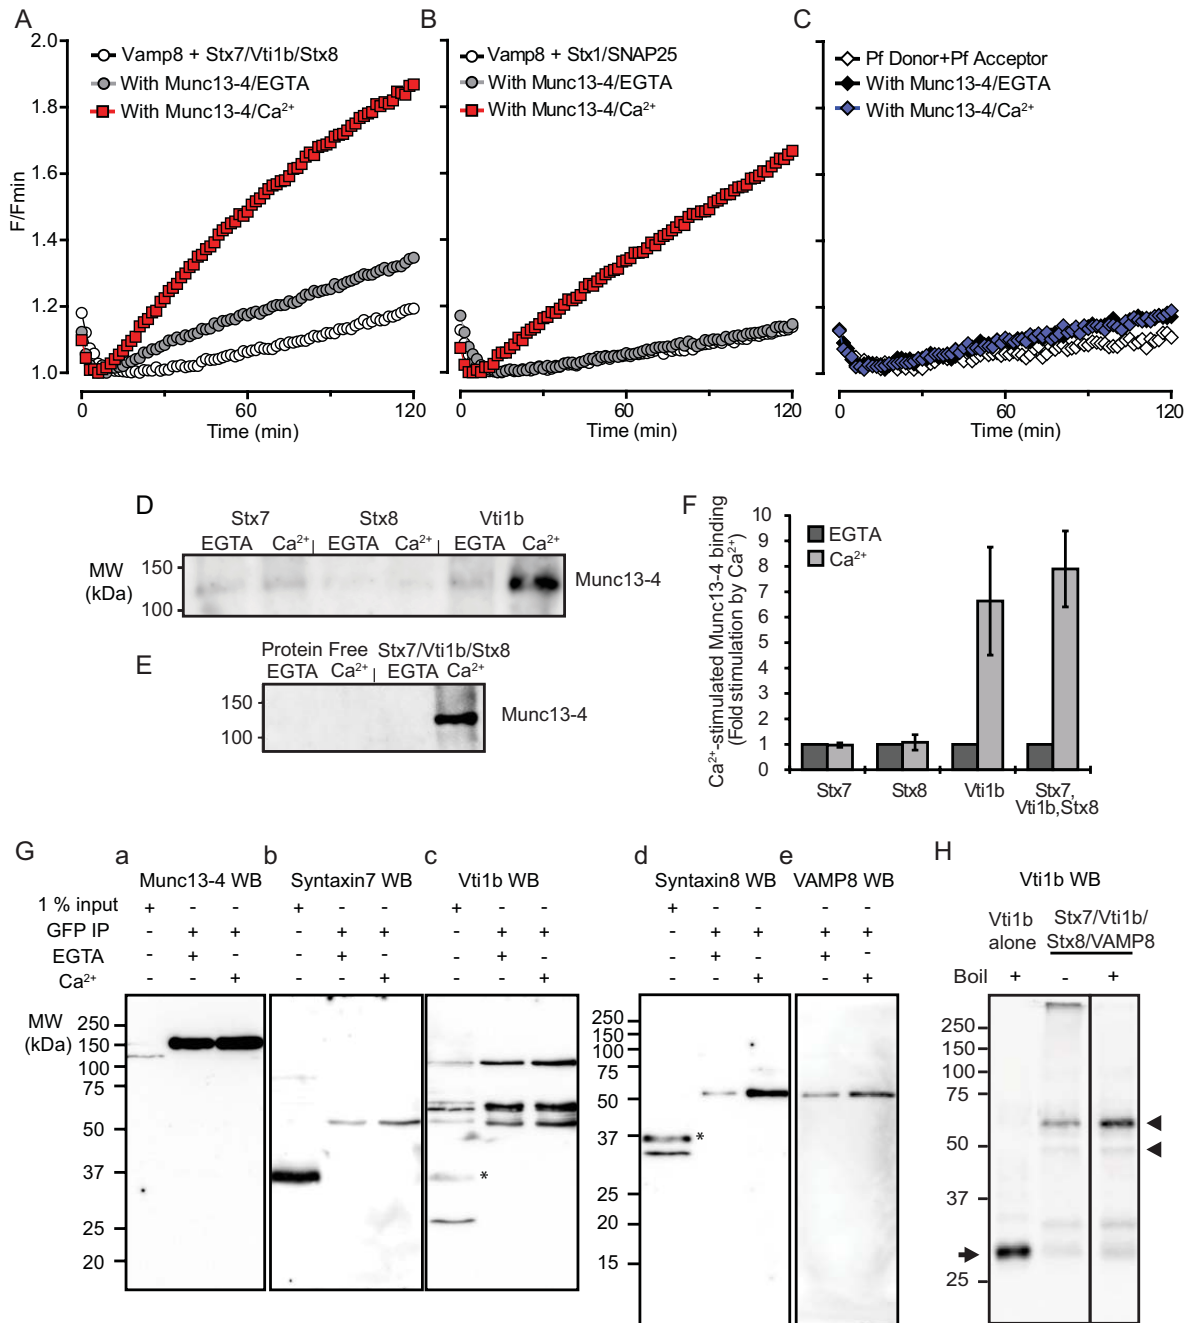 A
B
C
2.0
1.8
1.6
1.4
1.2
1.0
F/Fmin
Vamp8 + Stx7/Vti1b/Stx8
With Munc13-4/EGTA
With Munc13-4/Ca²⁺
0
60
120
Time (min)
Vamp8 + Stx1/SNAP25
With Munc13-4/EGTA
With Munc13-4/Ca²⁺
0
60
120
Time (min)
Pf Donor+Pf Acceptor
With Munc13-4/EGTA
With Munc13-4/Ca²⁺
0
60
120
Time (min)
D
Stx7 Stx8 Vti1b
EGTA Ca²⁺ | EGTA Ca²⁺ | EGTA Ca²⁺
MW
(kDa)
150
100
Munc13-4
E
Protein Free Stx7/Vti1b/Stx8
EGTA Ca²⁺ | EGTA Ca²⁺
150
100
Munc13-4
F
Ca²⁺-stimulated Munc13-4 binding
(Fold stimulation by Ca²⁺)
10
9
8
7
6
5
4
3
2
1
0
EGTA
Ca²⁺
Stx7
Stx8
Vti1b
Stx7,
Vti1b,Stx8
G
a b c d e
Munc13-4 WB Syntaxin7 WB Vti1b WB Syntaxin8 WB VAMP8 WB
1 % input + - - + - - + - - + - - - -
GFP IP - + + - + + - + + - + + + +
EGTA - + - - + - - + - - + - + -
Ca²⁺ - - + - - + - - + - - + - +
MW
(kDa)
250
150
100
75
50
37
25
20
*
250
150
100
75
50
37
25
20
15
*
H
Vti1b WB
Vti1b
alone
Stx7/Vti1b/
Stx8/VAMP8
Boil + - +
250
150
100
75
50
37
25